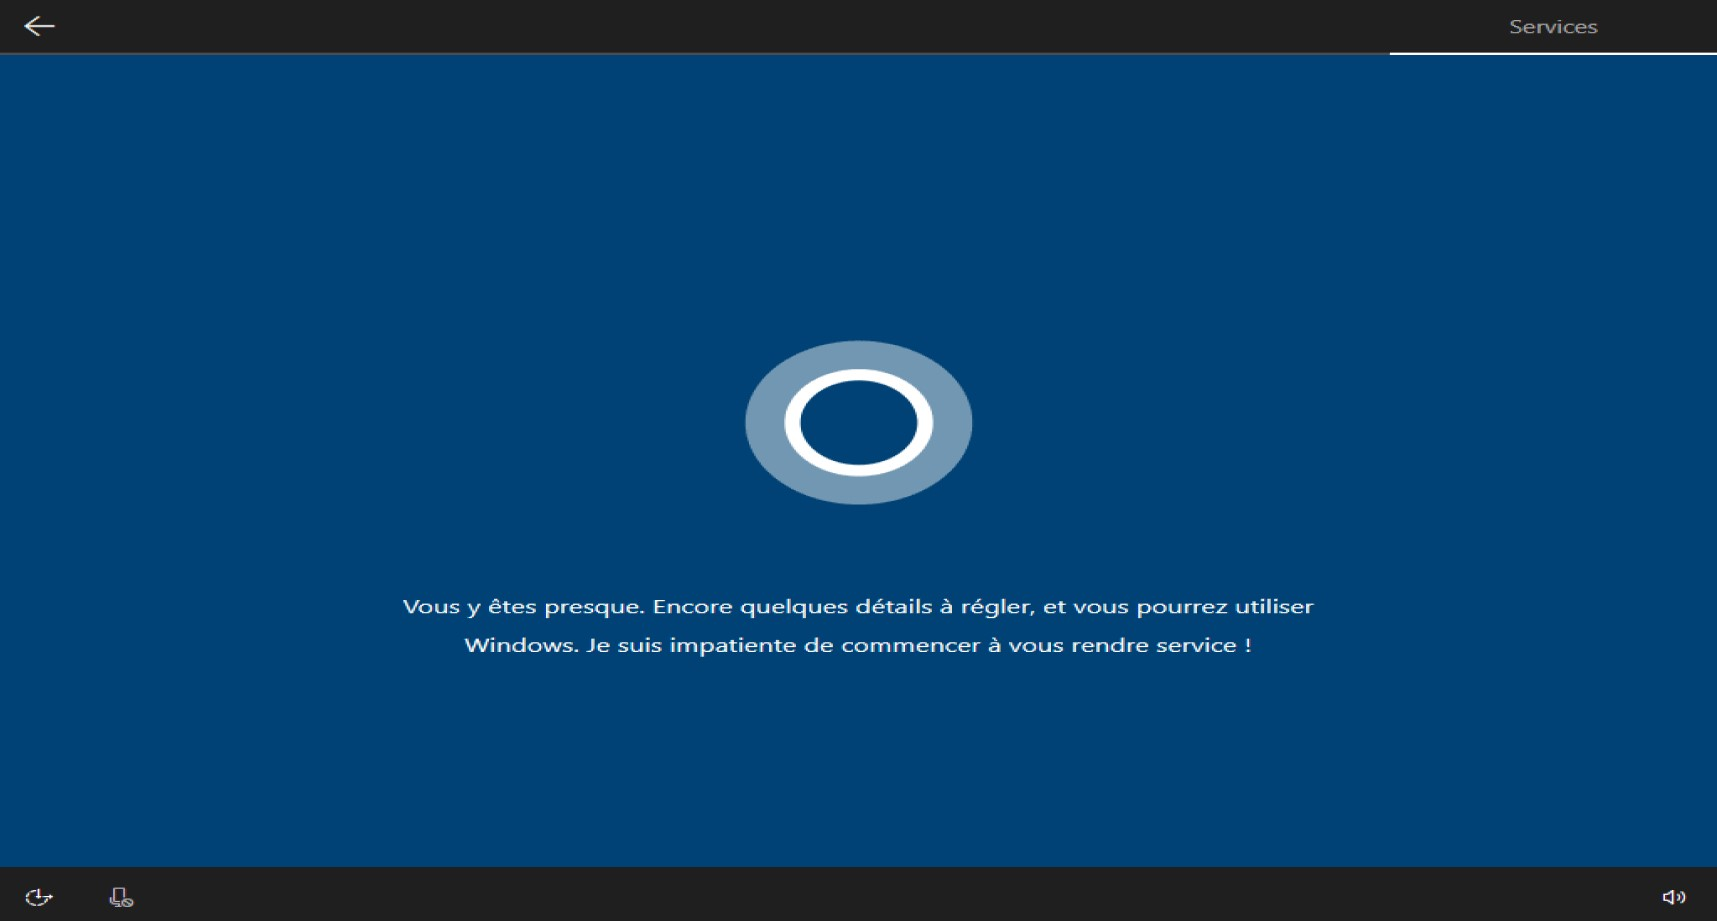 Services
Vous y êtes presque. Encore quelques détails à régler, et vous pourrez utiliser
Windows. Je suis impatiente de commencer à vous rendre service !